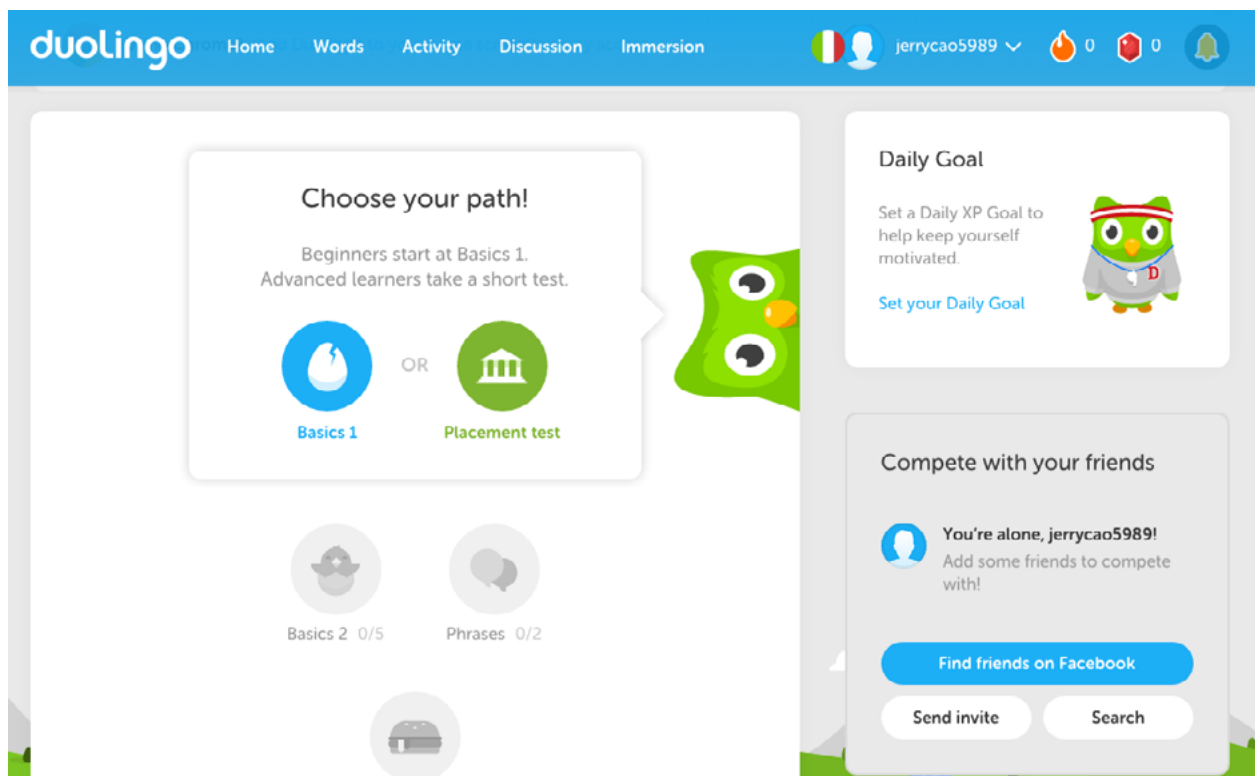 duolingo Home Words Activity Discussion Immersion jerrycao5989 0 0
Choose your path!
Beginners start at Basics 1.
Advanced learners take a short test.
OR
Basics 1 Placement test
Basics 2 0/5 Phrases 0/2
Daily Goal
Set a Daily XP Goal to
help keep yourself
motivated.
Set your Daily Goal
D
Compete with your friends
You're alone, jerrycao5989!
Add some friends to compete
with!
Find friends on Facebook
Send invite Search